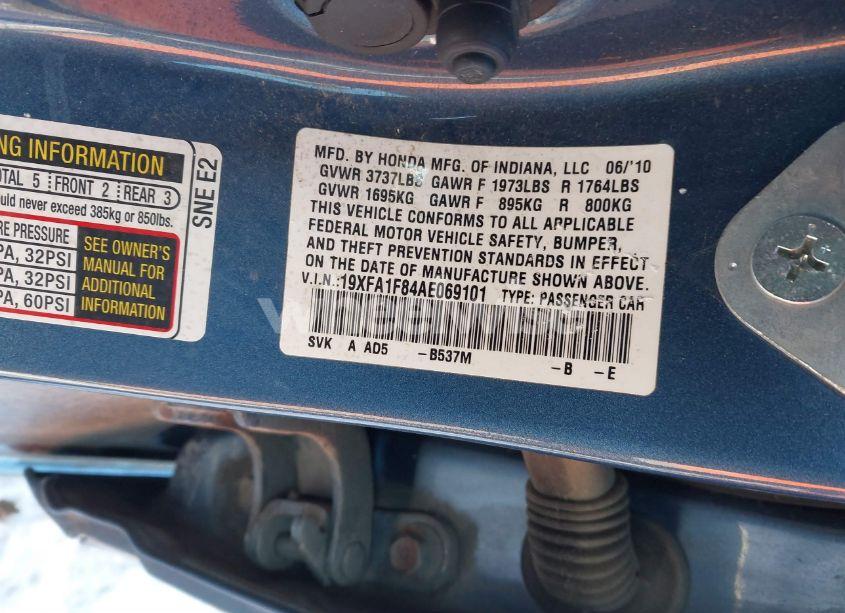 NG INFORMATION
OTAL 5 FRONT 2 REAR 3
ould never exceed 385kg or 850lbs.
RE PRESSURE
PA, 32PSI
PA, 32PSI
PA, 60PSI
SEE OWNER'S
MANUAL FOR
ADDITIONAL
INFORMATION
SNE E2
MFD. BY HONDA MFG. OF INDIANA, LLC 06/'10
GVWR 3737LBS GAWR F 1973LBS R 1764LBS
GVWR 1695KG GAWR F 895KG R 800KG
THIS VEHICLE CONFORMS TO ALL APPLICABLE
FEDERAL MOTOR VEHICLE SAFETY, BUMPER,
AND THEFT PREVENTION STANDARDS IN EFFECT
ON THE DATE OF MANUFACTURE SHOWN ABOVE.
V.I.N.:19XFA1F84AE069101 TYPE: PASSENGER CAR
SVK A AD5 -B537M -B -E